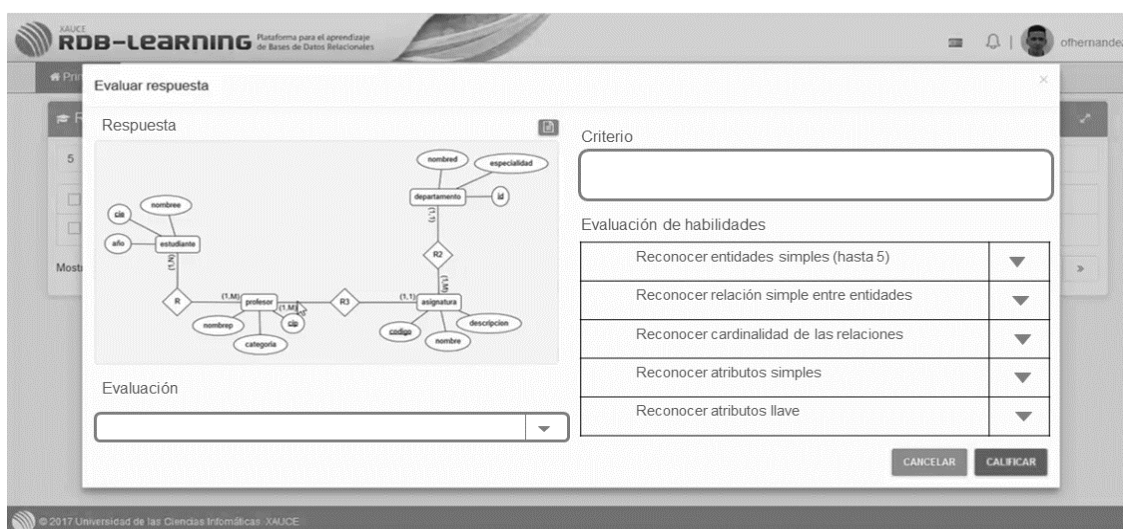 XAUCE
RDB-Learning
Plataforma para el aprendizaje
de Bases de Datos Relacionales
othernandez
Evaluar respuesta
×
Respuesta
Criterio
5
nombred
especialidad
departamento
id
(1,1)
nombree
cie
año
estudiante
(1,N)
R2
(1,M)
R
(1,M)
profesor
(1,M)
R3
(1,1)
asignatura
nombrep
cip
categoria
codigo
nombre
descripcion
Evaluación de habilidades
Reconocer entidades simples (hasta 5)
Reconocer relación simple entre entidades
Reconocer cardinalidad de las relaciones
Reconocer atributos simples
Reconocer atributos llave
Most
»
Evaluación
CANCELAR
CALIFICAR
© 2017 Universidad de las Ciencias Infomáticas XAUCE